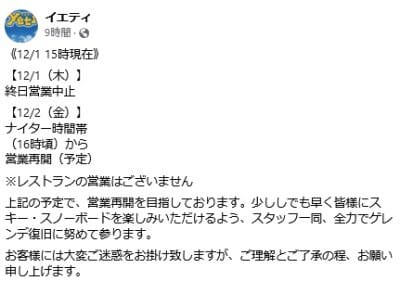 イエティ
9時間
《12/1 15時現在》
【12/1（木）】
終日営業中止
【12/2（金）】
ナイター時間帯
（16時頃）から
営業再開（予定）
※レストランの営業はございません
上記の予定で、営業再開を目指しております。少ししでも早く皆様にス
キー・スノーボードを楽しみいただけるよう、スタッフ一同、全力でゲレ
ンデ復旧に努めて参ります。
お客様には大変ご迷惑をお掛け致しますが、ご理解とご了承の程、お願い
申し上げます。